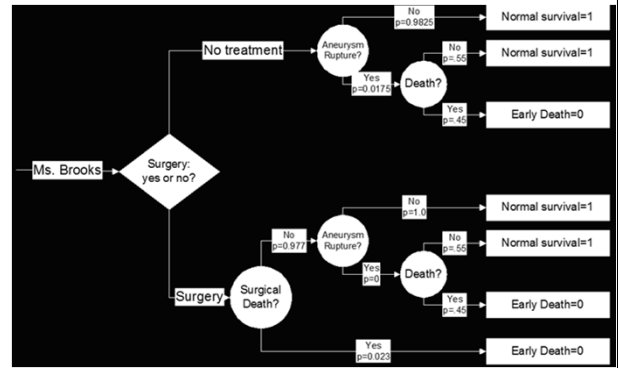 No
p=0.9825
Normal survival=1
No treatment
Aneurysm
Rupture?
No
p=.55
Normal survival=1
Yes
p=0.0175
Death?
Yes
p=.45
Early Death=0
Ms. Brooks
Surgery:
yes or no?
No
p=1.0
Normal survival=1
No
p=0.977
Aneurysm
Rupture?
No
p=.55
Normal survival=1
Yes
p=0
Death?
Surgery
Surgical
Death?
Yes
p=.45
Early Death=0
Yes
p=0.023
Early Death=0